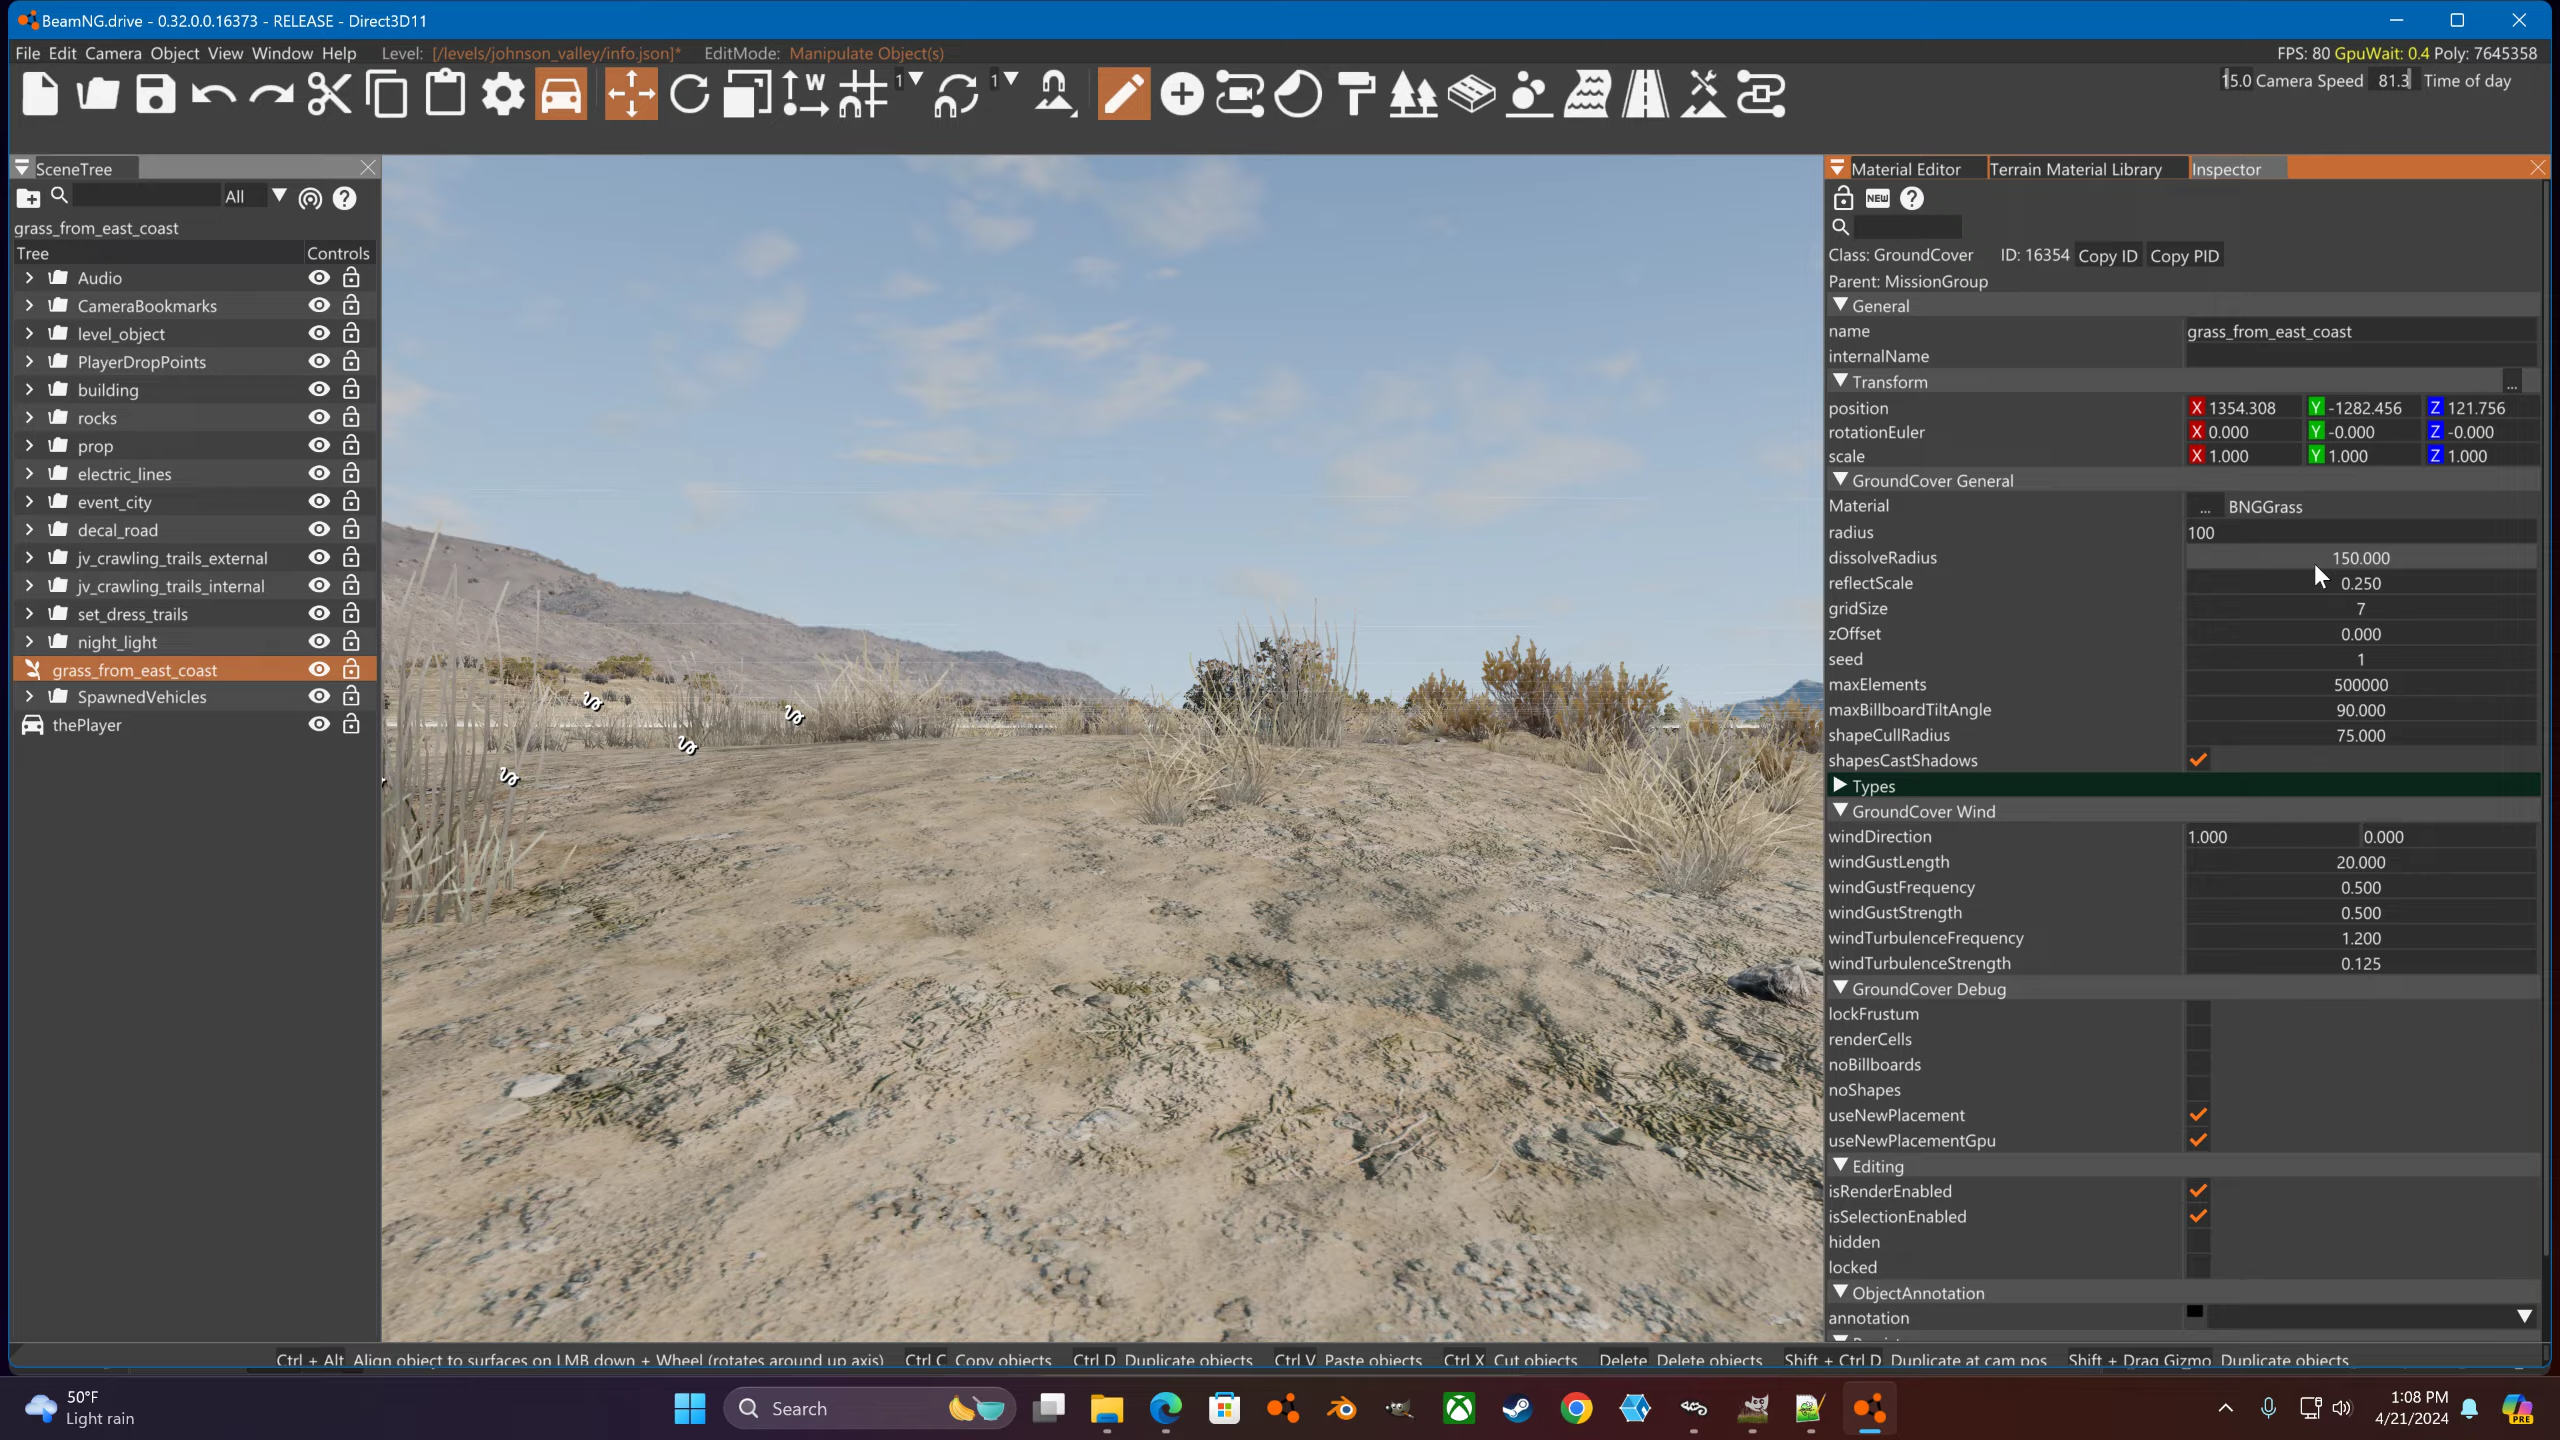 BeamNG.drive - 0.32.0.0.16373 - RELEASE - Direct3D11
File Edit Camera Object View Window Help Level: [/levels/johnson_valley/info.json]* EditMode: Manipulate Object(s) FPS: 80 GpuWait: 0.4 Poly: 7645358
15.0 Camera Speed 81.3 Time of day
W 1 1
SceneTree
All
grass_from_east_coast
Tree Controls
Audio
CameraBookmarks
level_object
PlayerDropPoints
building
rocks
prop
electric_lines
event_city
decal_road
jv_crawling_trails_external
jv_crawling_trails_internal
set_dress_trails
night_light
grass_from_east_coast
SpawnedVehicles
thePlayer
Material Editor Terrain Material Library Inspector
NEW
Class: GroundCover ID: 16354 Copy ID Copy PID
Parent: MissionGroup
General
name grass_from_east_coast
internalName
Transform ...
position X 1354.308 Y -1282.456 Z 121.756
rotationEuler X 0.000 Y -0.000 Z -0.000
scale X 1.000 Y 1.000 Z 1.000
GroundCover General
Material ... BNGGrass
radius 100
dissolveRadius 150.000
reflectScale 0.250
gridSize 7
zOffset 0.000
seed 1
maxElements 500000
maxBillboardTiltAngle 90.000
shapeCullRadius 75.000
shapesCastShadows
Types
GroundCover Wind
windDirection 1.000 0.000
windGustLength 20.000
windGustFrequency 0.500
windGustStrength 0.500
windTurbulenceFrequency 1.200
windTurbulenceStrength 0.125
GroundCover Debug
lockFrustum
renderCells
noBillboards
noShapes
useNewPlacement
useNewPlacementGpu
Editing
isRenderEnabled
isSelectionEnabled
hidden
locked
ObjectAnnotation
annotation
Ctrl + Alt Align object to surfaces on LMB down + Wheel (rotates around up axis) Ctrl C Copy objects Ctrl D Duplicate objects Ctrl V Paste objects Ctrl X Cut objects Delete Delete objects Shift + Ctrl D Duplicate at cam pos Shift + Drag Gizmo Duplicate objects
50°F
Light rain
Search
1:08 PM
4/21/2024
PRE